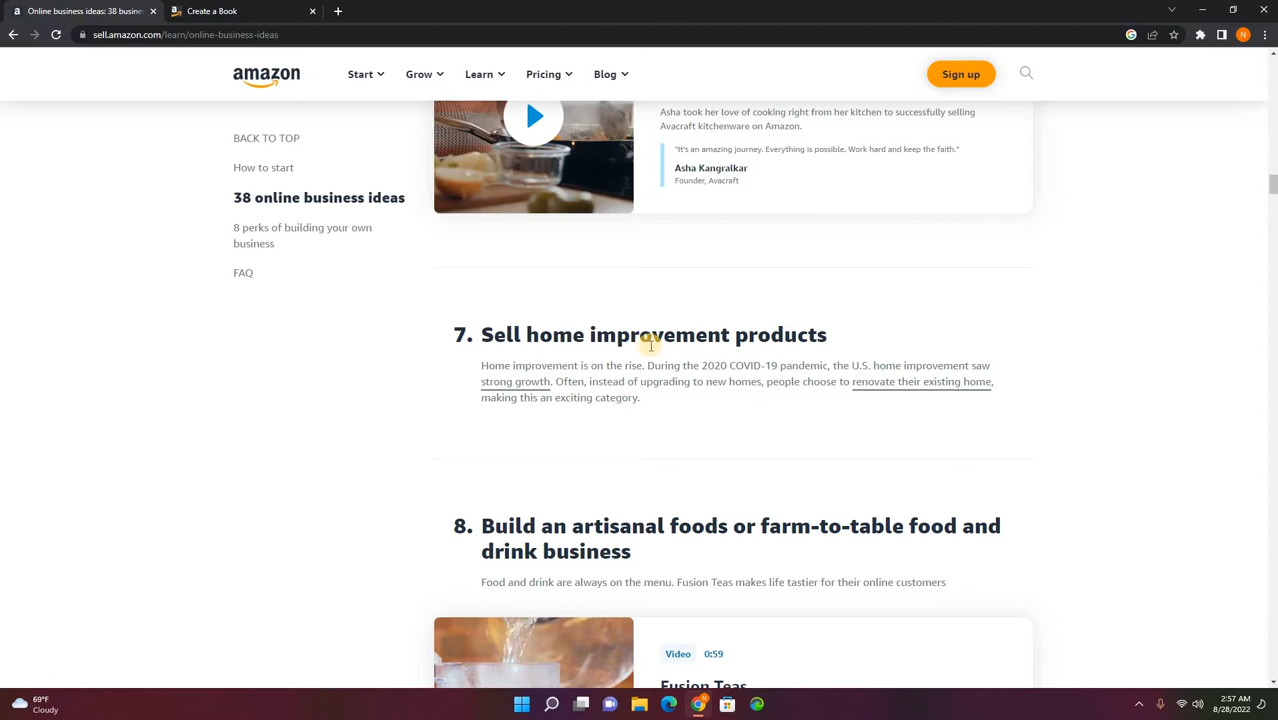 Online Business ideas: 38 busin
Create a Book
sell.amazon.com/learn/online-business-ideas
N
amazon
Start
Grow
Learn
Pricing
Blog
Sign up
BACK TO TOP
How to start
38 online business ideas
8 perks of building your own
business
FAQ
Asha took her love of cooking right from her kitchen to successfully selling
Avacraft kitchenware on Amazon.
"It's an amazing journey. Everything is possible. Work hard and keep the faith."
Asha Kangralkar
Founder, Avacraft
7. Sell home improvement products
Home improvement is on the rise. During the 2020 COVID-19 pandemic, the U.S. home improvement saw
strong growth. Often, instead of upgrading to new homes, people choose to renovate their existing home,
making this an exciting category.
8. Build an artisanal foods or farm-to-table food and
drink business
Food and drink are always on the menu. Fusion Teas makes life tastier for their online customers
Video 0:59
Fusion Teas
69°F
Cloudy
2:57 AM
8/28/2022